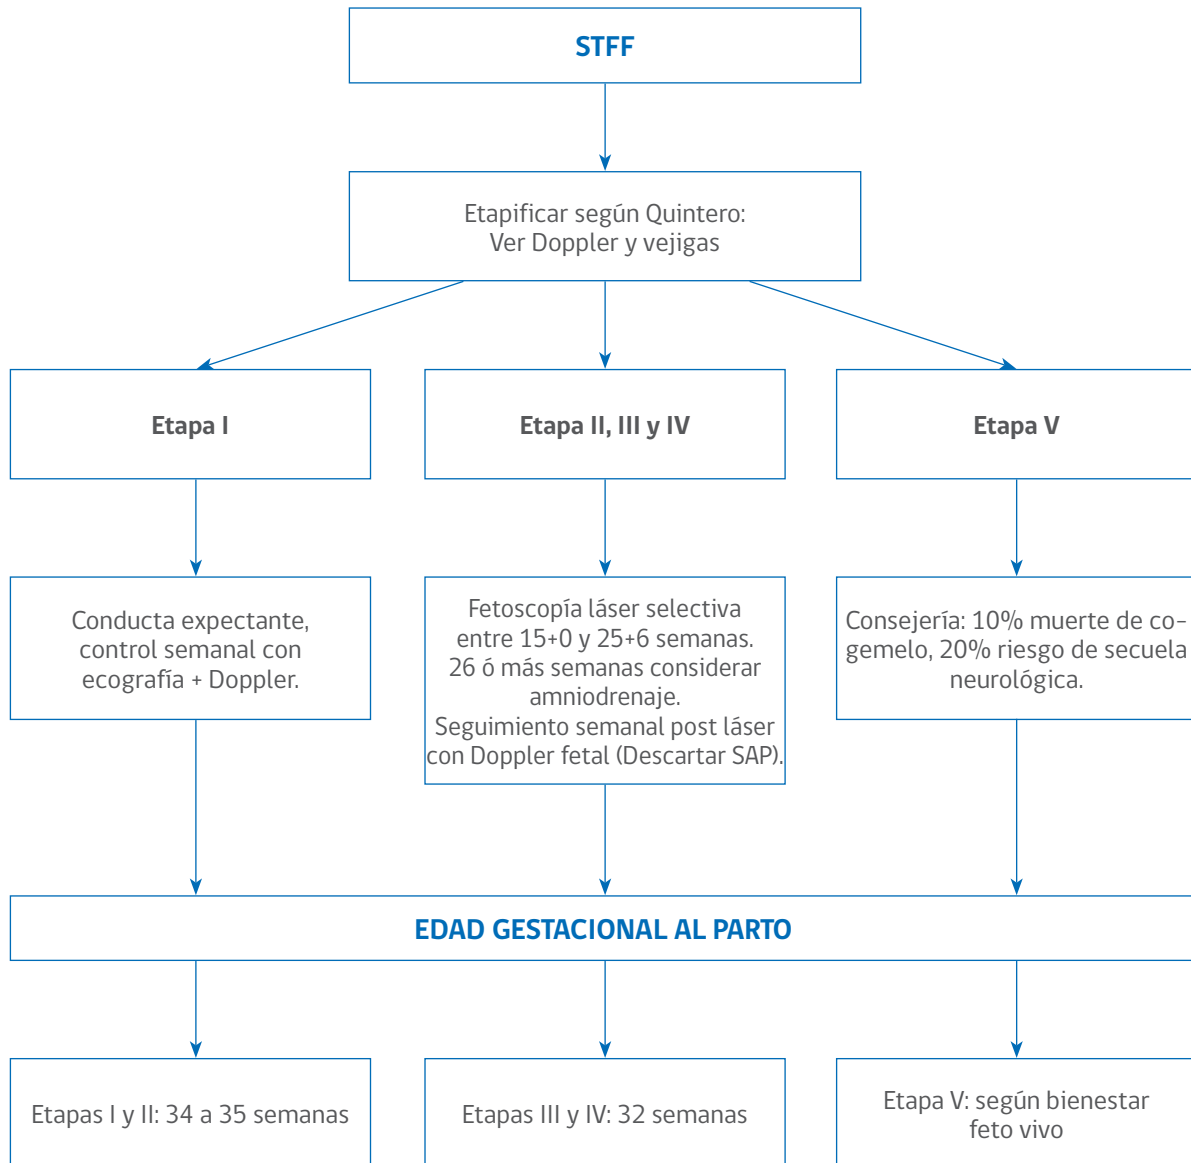 STFF
Etapificar según Quintero:
Ver Doppler y vejigas
Etapa I
Etapa II, III y IV
Etapa V
Conducta expectante,
control semanal con
ecografía + Doppler.
Fetoscopía láser selectiva
entre 15+0 y 25+6 semanas.
26 ó más semanas considerar
amniodrenaje.
Seguimiento semanal post láser
con Doppler fetal (Descartar SAP).
Consejería: 10% muerte de co-
gemelo, 20% riesgo de secuela
neurológica.
EDAD GESTACIONAL AL PARTO
Etapas I y II: 34 a 35 semanas
Etapas III y IV: 32 semanas
Etapa V: según bienestar
feto vivo